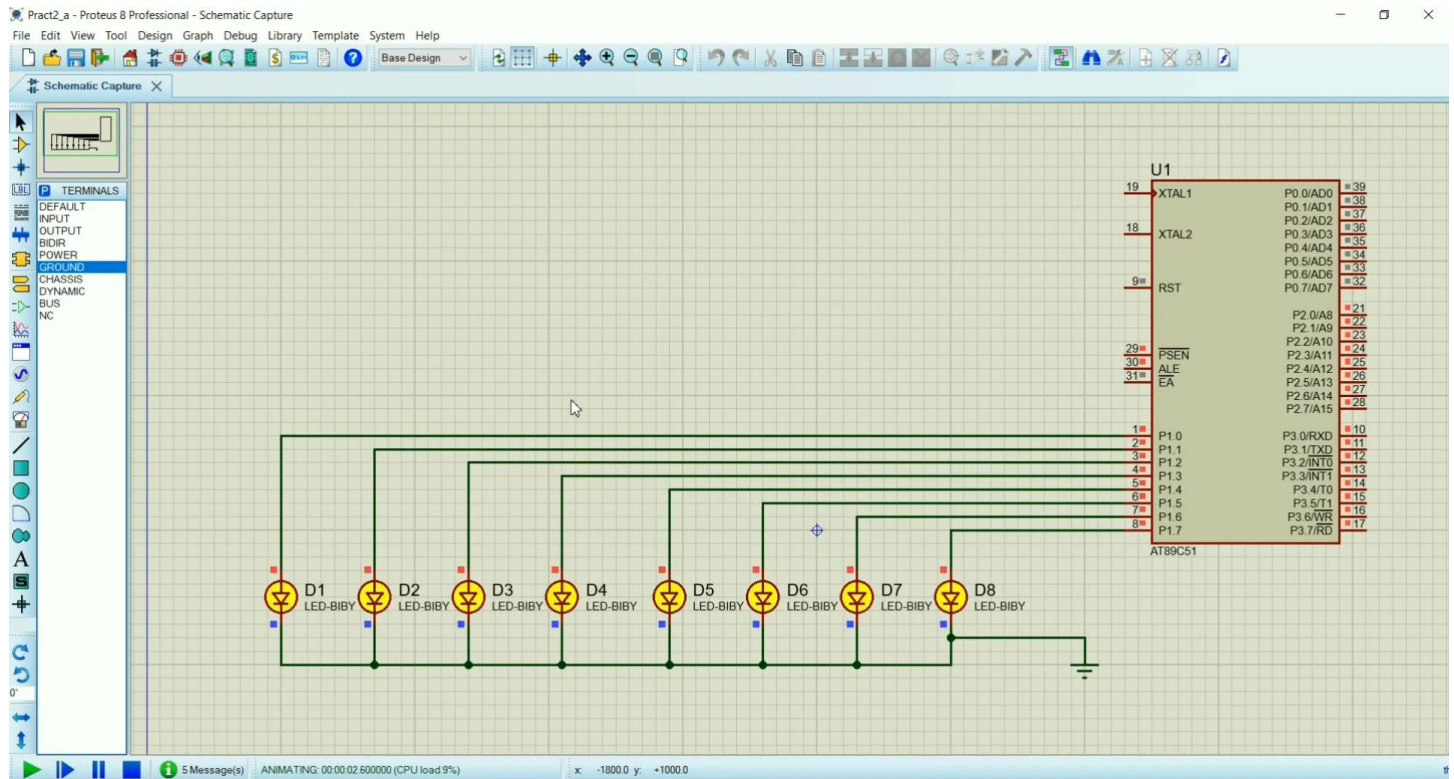 Pract2_a - Proteus 8 Professional - Schematic Capture
File Edit View Tool Design Graph Debug Library Template System Help
Base Design
Schematic Capture
LBL
P TERMINALS
DEFAULT
INPUT
OUTPUT
BIDIR
POWER
GROUND
CHASSIS
DYNAMIC
BUS
NC
A
S
0°
U1
19 XTAL1 P0.0/AD0 39
P0.1/AD1 38
P0.2/AD2 37
18 XTAL2 P0.3/AD3 36
P0.4/AD4 35
P0.5/AD5 34
P0.6/AD6 33
9 RST P0.7/AD7 32
P2.0/A8 21
P2.1/A9 22
P2.2/A10 23
29 PSEN P2.3/A11 24
30 ALE P2.4/A12 25
31 EA P2.5/A13 26
P2.6/A14 27
P2.7/A15 28
1 P1.0 P3.0/RXD 10
2 P1.1 P3.1/TXD 11
3 P1.2 P3.2/INT0 12
4 P1.3 P3.3/INT1 13
5 P1.4 P3.4/T0 14
6 P1.5 P3.5/T1 15
7 P1.6 P3.6/WR 16
8 P1.7 P3.7/RD 17
AT89C51
D1 D2 D3 D4 D5 D6 D7 D8
LED-BIBY LED-BIBY LED-BIBY LED-BIBY LED-BIBY LED-BIBY LED-BIBY LED-BIBY
5 Message(s) ANIMATING: 00:00:02.600000 (CPU load 9%) x: -1800.0 y: +1000.0